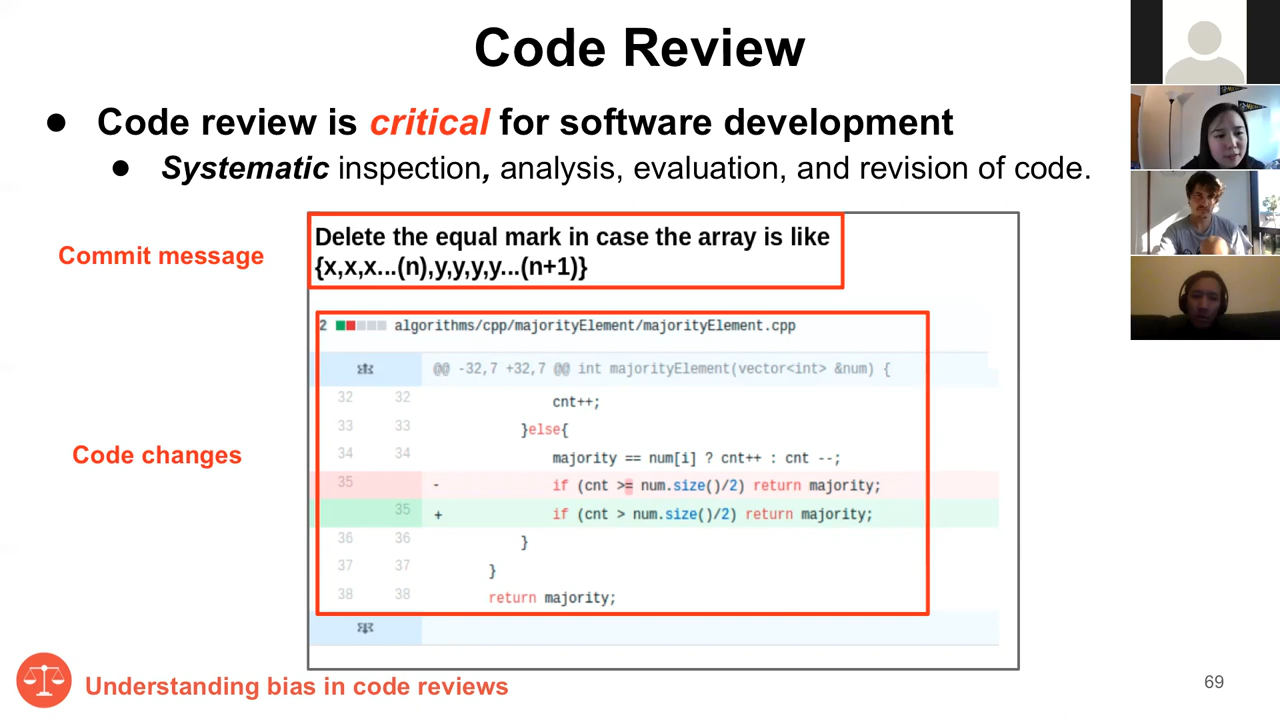 Code Review
● Code review is critical for software development
● Systematic inspection, analysis, evaluation, and revision of code.
Commit message
Delete the equal mark in case the array is like
{x,x,x...(n),y,y,y,y...(n+1)}
2 algorithms/cpp/majorityElement/majorityElement.cpp
@@ -32,7 +32,7 @@ int majorityElement(vector<int> &num) {
32 32 cnt++;
33 33 }else{
34 34 majority == num[i] ? cnt++ : cnt --;
Code changes
35 - if (cnt >= num.size()/2) return majority;
35 + if (cnt > num.size()/2) return majority;
36 36 }
37 37 }
38 38 return majority;
Understanding bias in code reviews
69